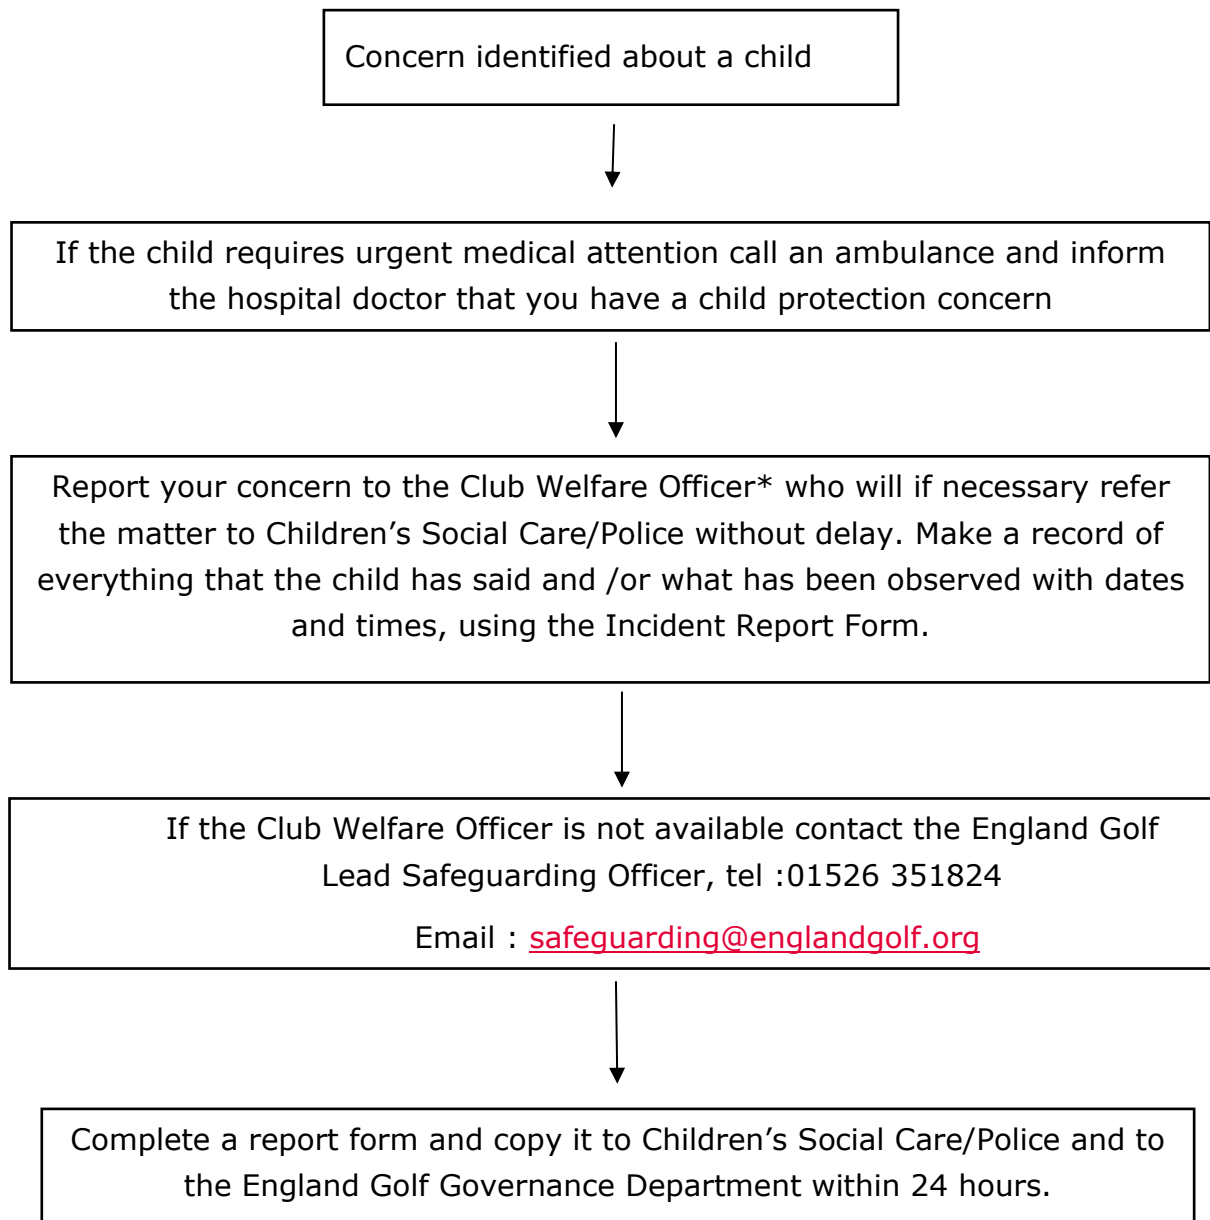 Concern identified about a child
If the child requires urgent medical attention call an ambulance and inform
the hospital doctor that you have a child protection concern
Report your concern to the Club Welfare Officer* who will if necessary refer
the matter to Children’s Social Care/Police without delay. Make a record of
everything that the child has said and /or what has been observed with dates
and times, using the Incident Report Form.
If the Club Welfare Officer is not available contact the England Golf
Lead Safeguarding Officer, tel :01526 351824
Email : safeguarding@englandgolf.org
Complete a report form and copy it to Children’s Social Care/Police and to
the England Golf Governance Department within 24 hours.